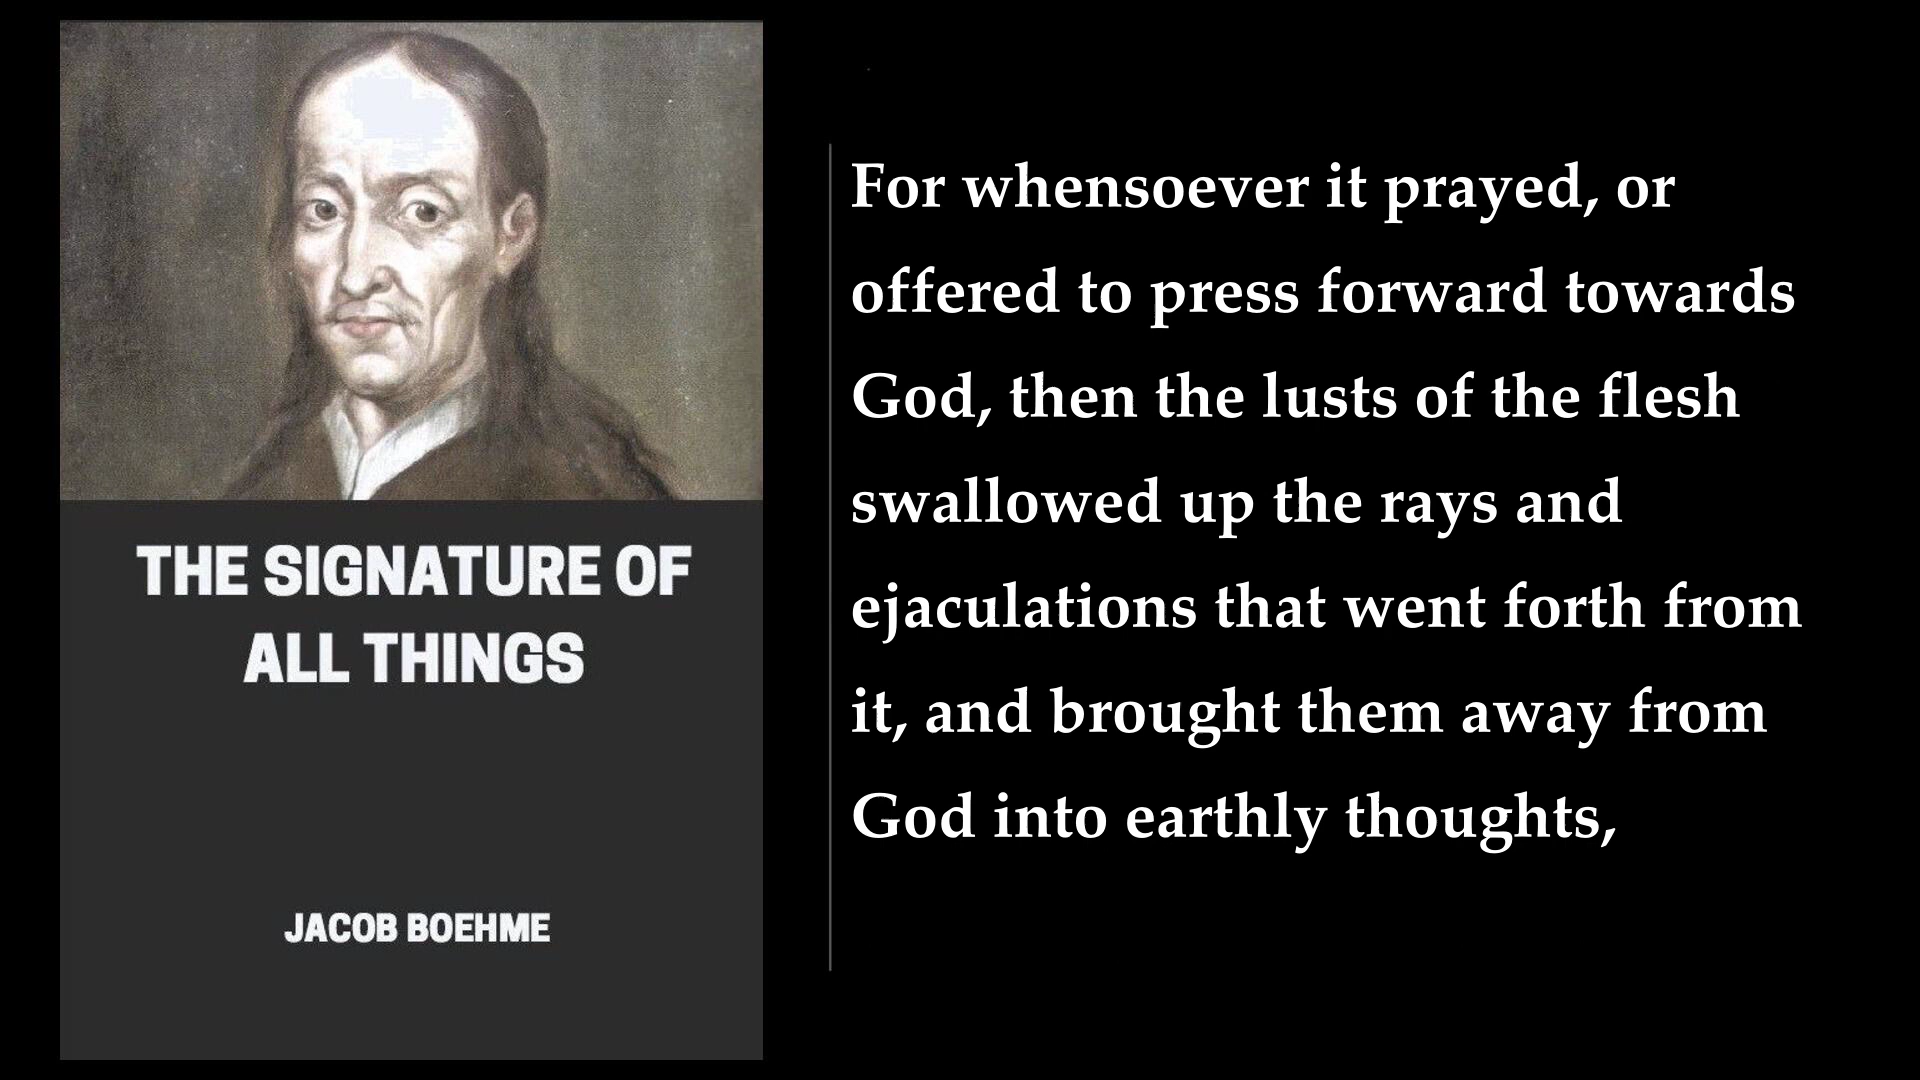 THE SIGNATURE OF
ALL THINGS
JACOB BOEHME
For whensoever it prayed, or
offered to press forward towards
God, then the lusts of the flesh
swallowed up the rays and
ejaculations that went forth from
it, and brought them away from
God into earthly thoughts,